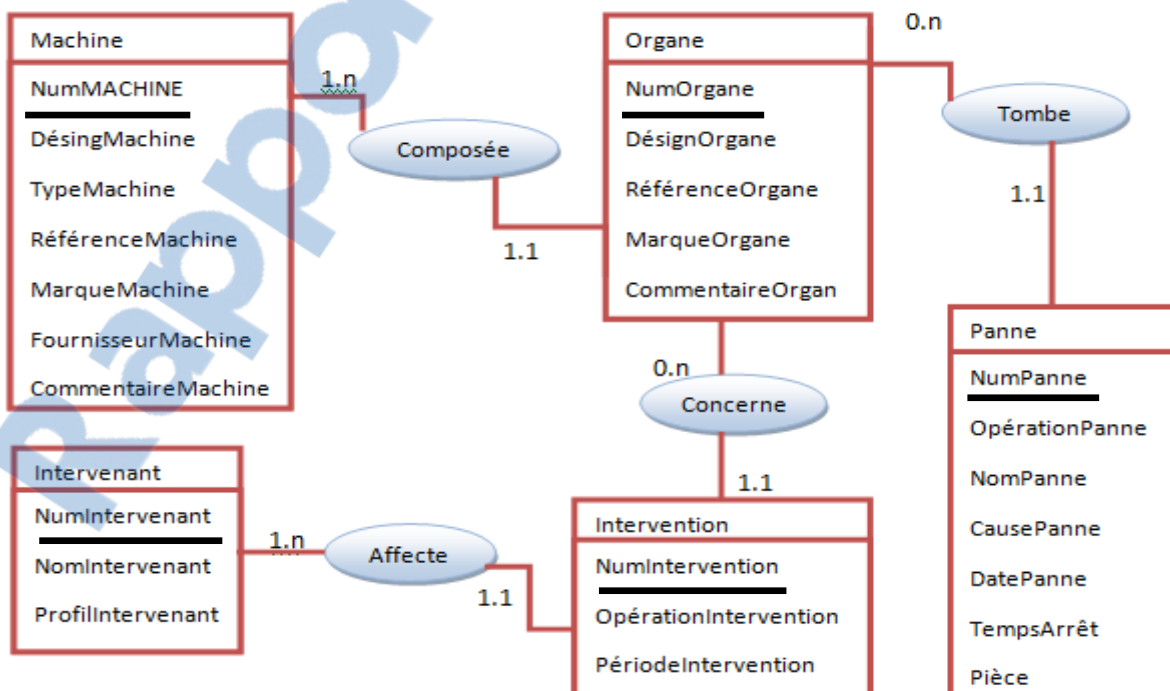 Machine
NumMACHINE
DésingMachine
TypeMachine
RéférenceMachine
MarqueMachine
FournisseurMachine
CommentaireMachine
1.n
Composée
1.1
Organe
NumOrgane
DésignOrgane
RéférenceOrgane
MarqueOrgane
CommentaireOrgan
0.n
Tombe
1.1
Panne
NumPanne
OpérationPanne
NomPanne
CausePanne
DatePanne
TempsArrêt
Pièce
0.n
Concerne
1.1
Intervenant
NumIntervenant
NomIntervenant
ProfilIntervenant
1.n
Affecte
1.1
Intervention
NumIntervention
OpérationIntervention
PériodeIntervention
Rappo